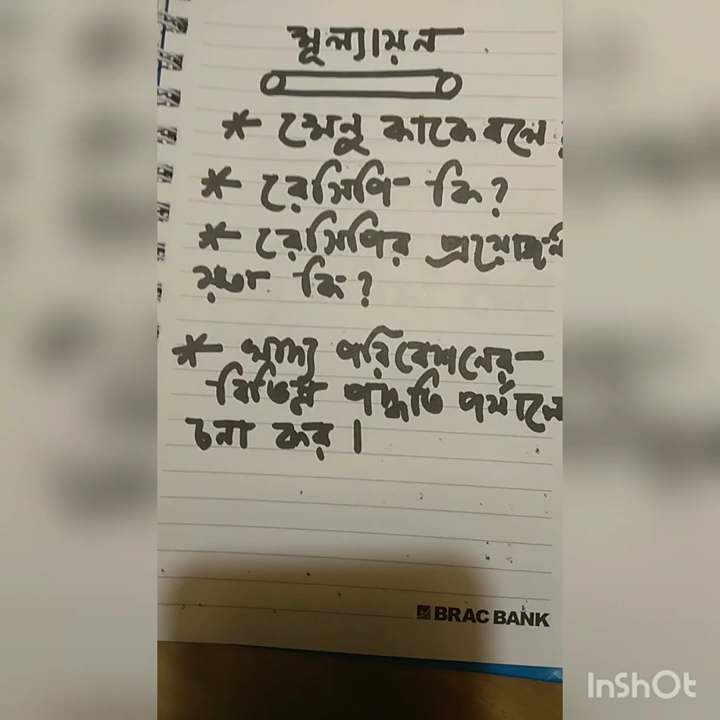 মূল্যায়ন
* মেনু কাকে বলে?
* রেসিপি কি?
* রেসিপির প্রয়োজনী
য়তা কি?
* খাদ্য পরিবেশনের
বিভিন্ন পদ্ধতি পর্যালো
চনা কর।
BRAC BANK
InShOt